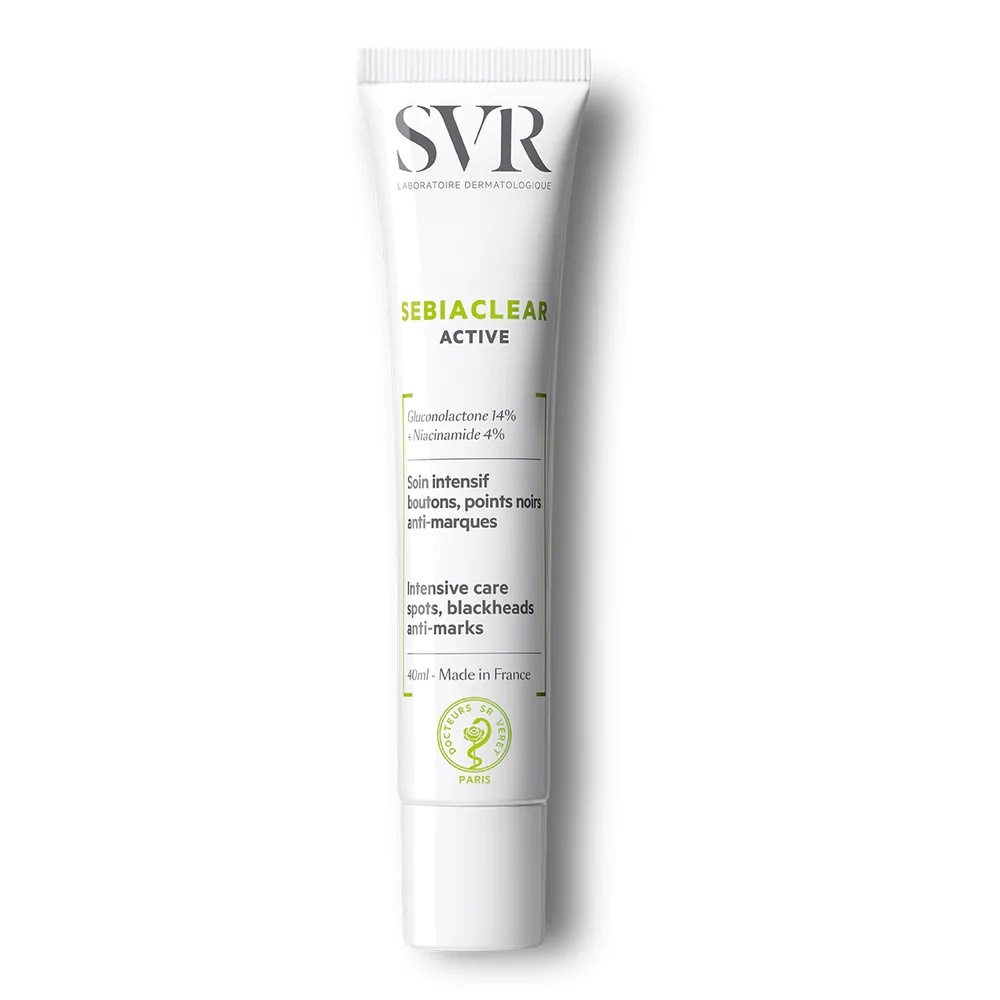 SVR
LABORATOIRE DERMATOLOGIQUE
SEBIACLEAR
ACTIVE
Gluconolactone 14%
+ Niacinamide 4%
Soin intensif
boutons, points noirs
anti-marques
Intensive care
spots, blackheads
anti-marks
40ml - Made in France
DOCTEURS SR VERET
PARIS